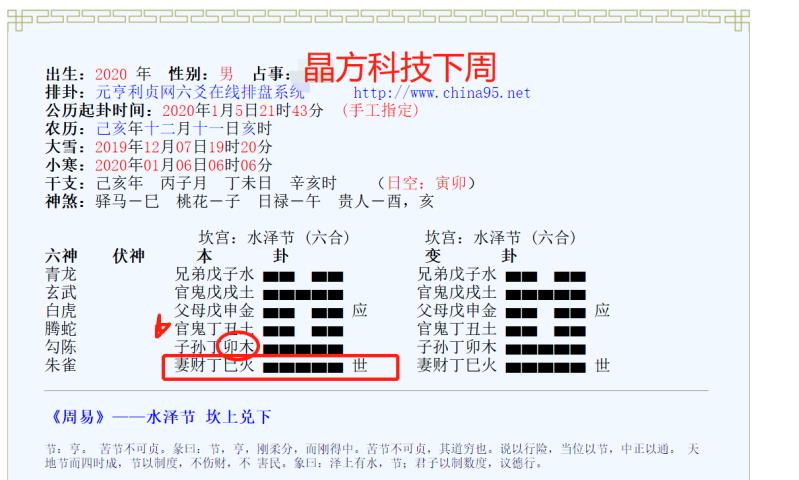 晶方科技下周
出生：2020 年 性别：男 占事：
排卦：元亨利贞网六爻在线排盘系统 http://www.china95.net
公历起卦时间：2020年1月5日21时43分 （手工指定）
农历：己亥年十二月十一日亥时
大雪：2019年12月07日19时20分
小寒：2020年01月06日06时06分
干支：己亥年 丙子月 丁未日 辛亥时 （日空：寅卯）
神煞：驿马－巳 桃花－子 日禄－午 贵人－酉，亥
坎宫：水泽节（六合） 坎宫：水泽节（六合）
六神 伏神 本 卦 变 卦
青龙 兄弟戊子水 兄弟戊子水
玄武 官鬼戊戌土 官鬼戊戌土
白虎 父母戊申金 应 父母戊申金 应
腾蛇 官鬼丁丑土 官鬼丁丑土
勾陈 子孙丁卯木 子孙丁卯木
朱雀 妻财丁巳火 世 妻财丁巳火 世
《周易》——水泽节 坎上兑下
节：亨。 苦节不可贞。彖曰：节，亨，刚柔分，而刚得中。苦节不可贞，其道穷也。说以行险，当位以节，中正以通。 天
地节而四时成，节以制度，不伤财，不 害民。象曰：泽上有水，节；君子以制数度，议德行。